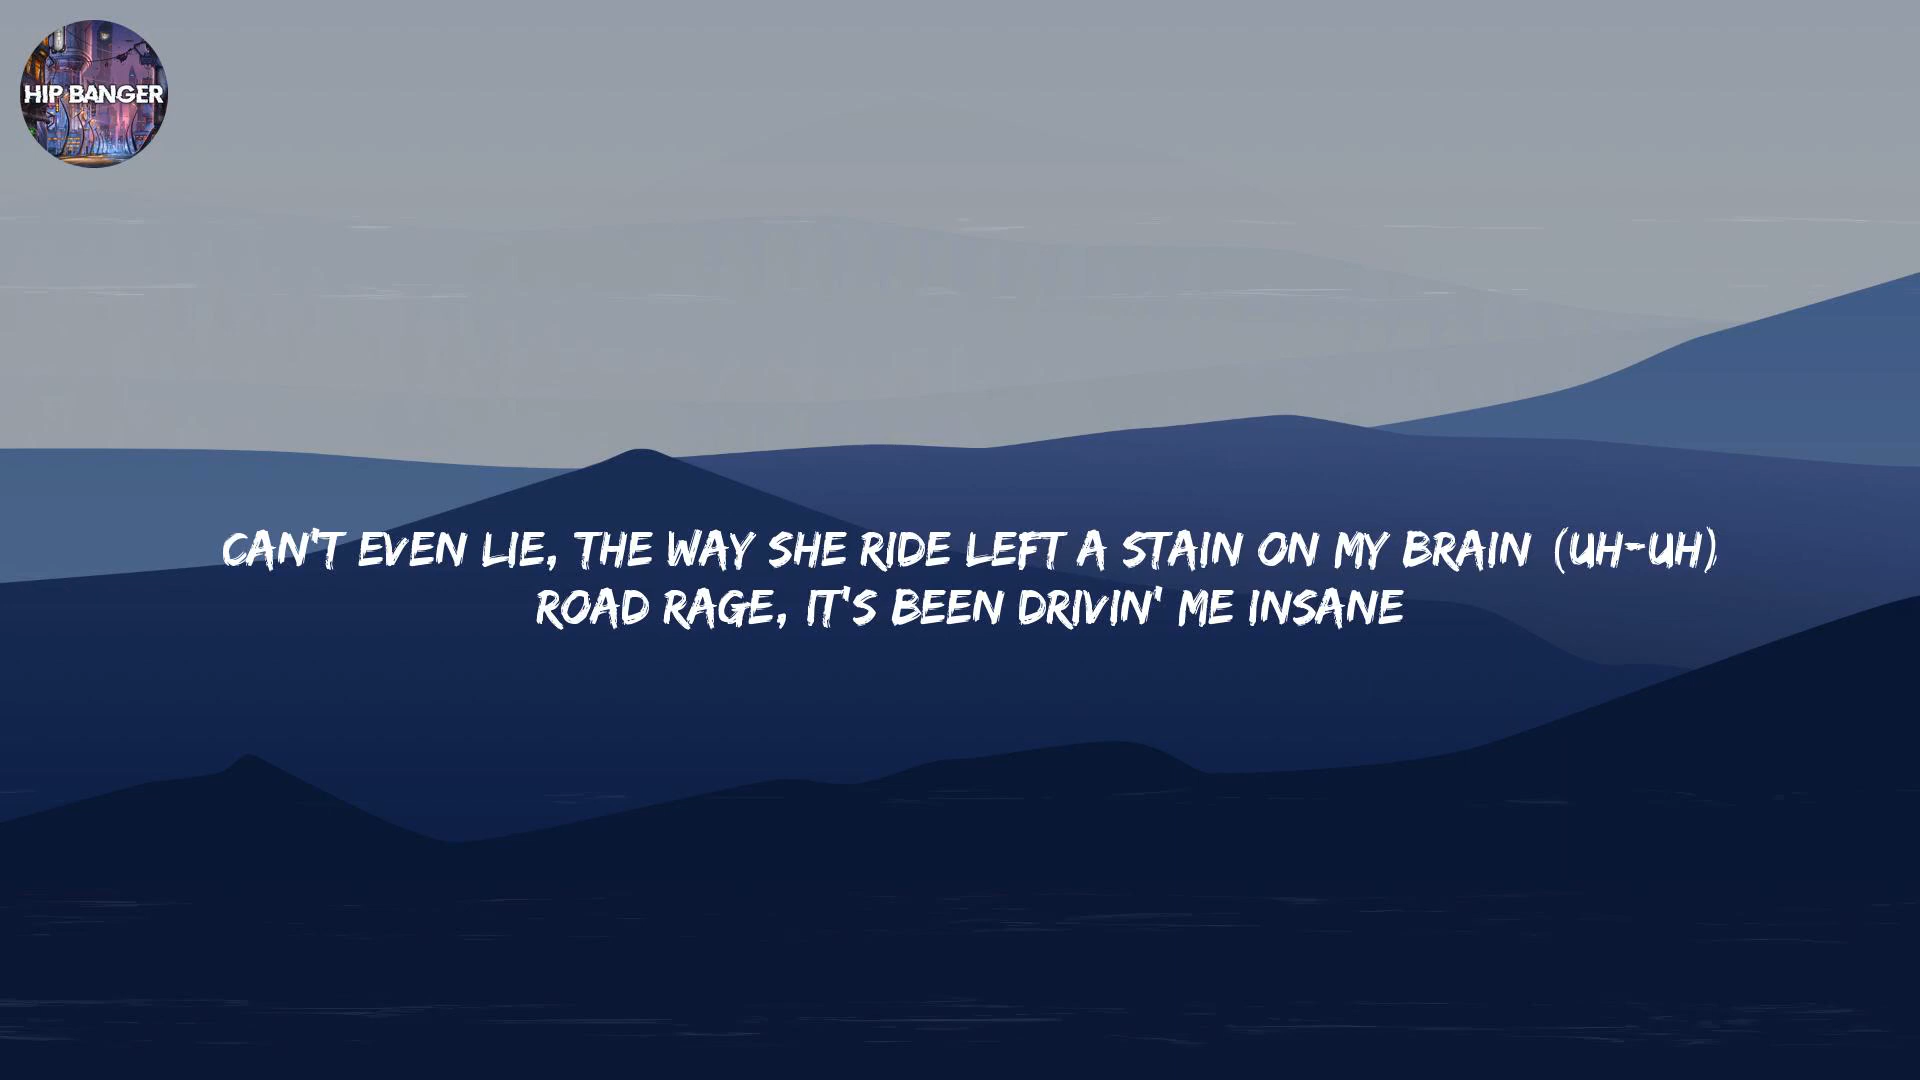 HIP BANGER
CAN'T EVEN LIE, THE WAY SHE RIDE LEFT A STAIN ON MY BRAIN (UH-UH)
ROAD RAGE, IT'S BEEN DRIVIN' ME INSANE